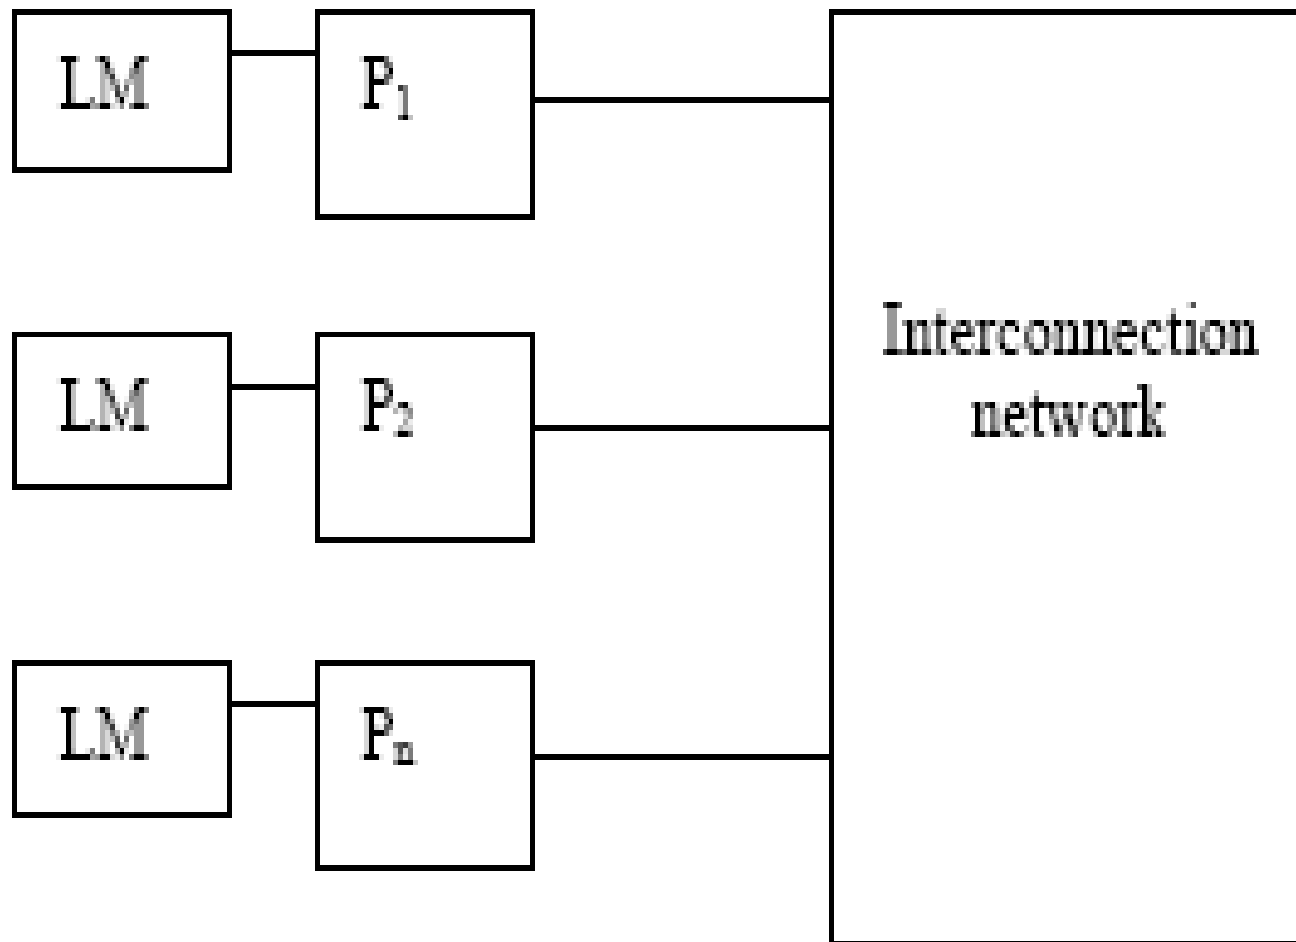 LM P₁
Interconnection
network
LM P₂
LM Pₙ